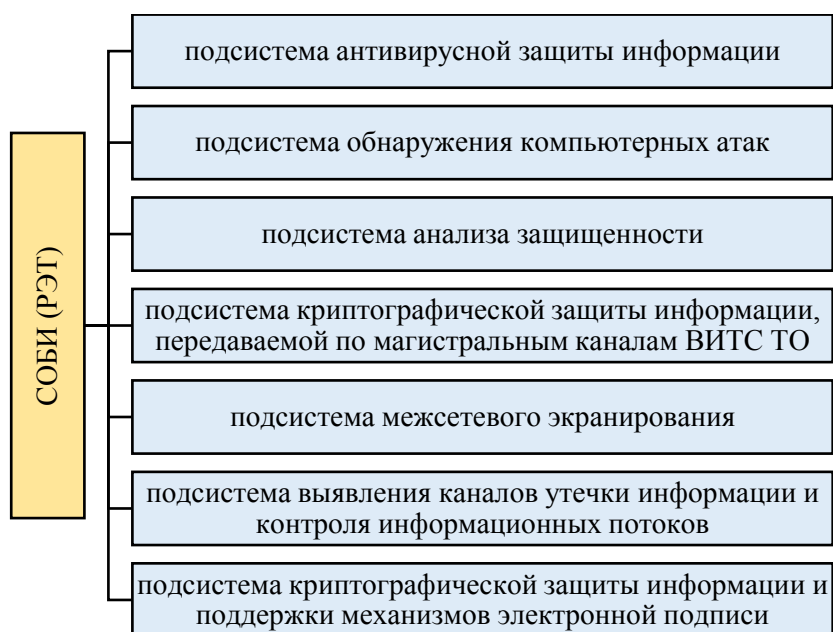 СОБИ (РЭТ)
подсистема антивирусной защиты информации
подсистема обнаружения компьютерных атак
подсистема анализа защищенности
подсистема криптографической защиты информации,
передаваемой по магистральным каналам ВИТС ТО
подсистема межсетевого экранирования
подсистема выявления каналов утечки информации и
контроля информационных потоков
подсистема криптографической защиты информации и
поддержки механизмов электронной подписи